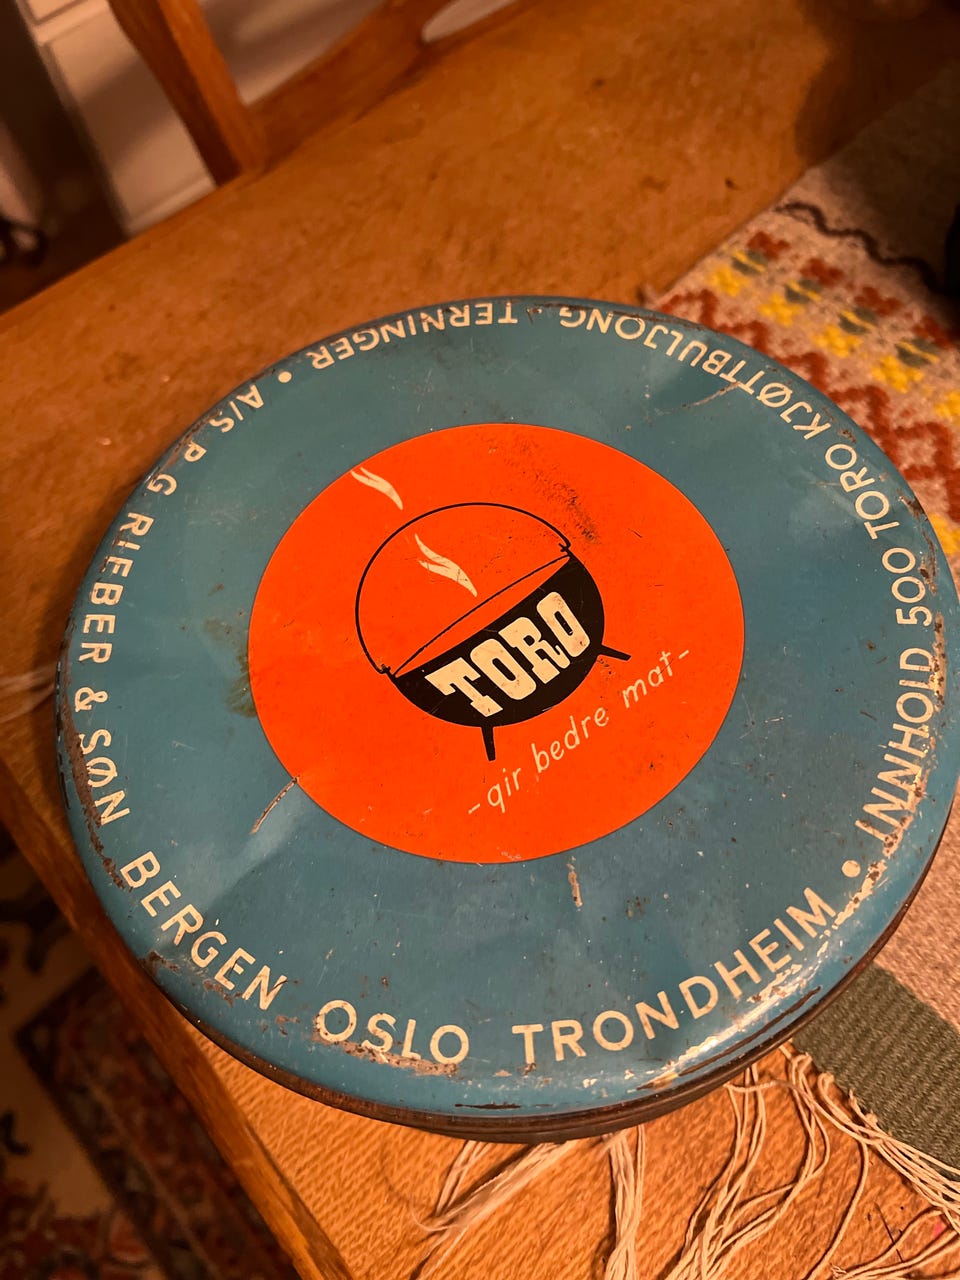 TORO
-gir bedre mat-
A/S. P. G RIEBER & SØN BERGEN OSLO TRONDHEIM • INNHOLD 500 TORO KJØTTBULJONG - TERNINGER •